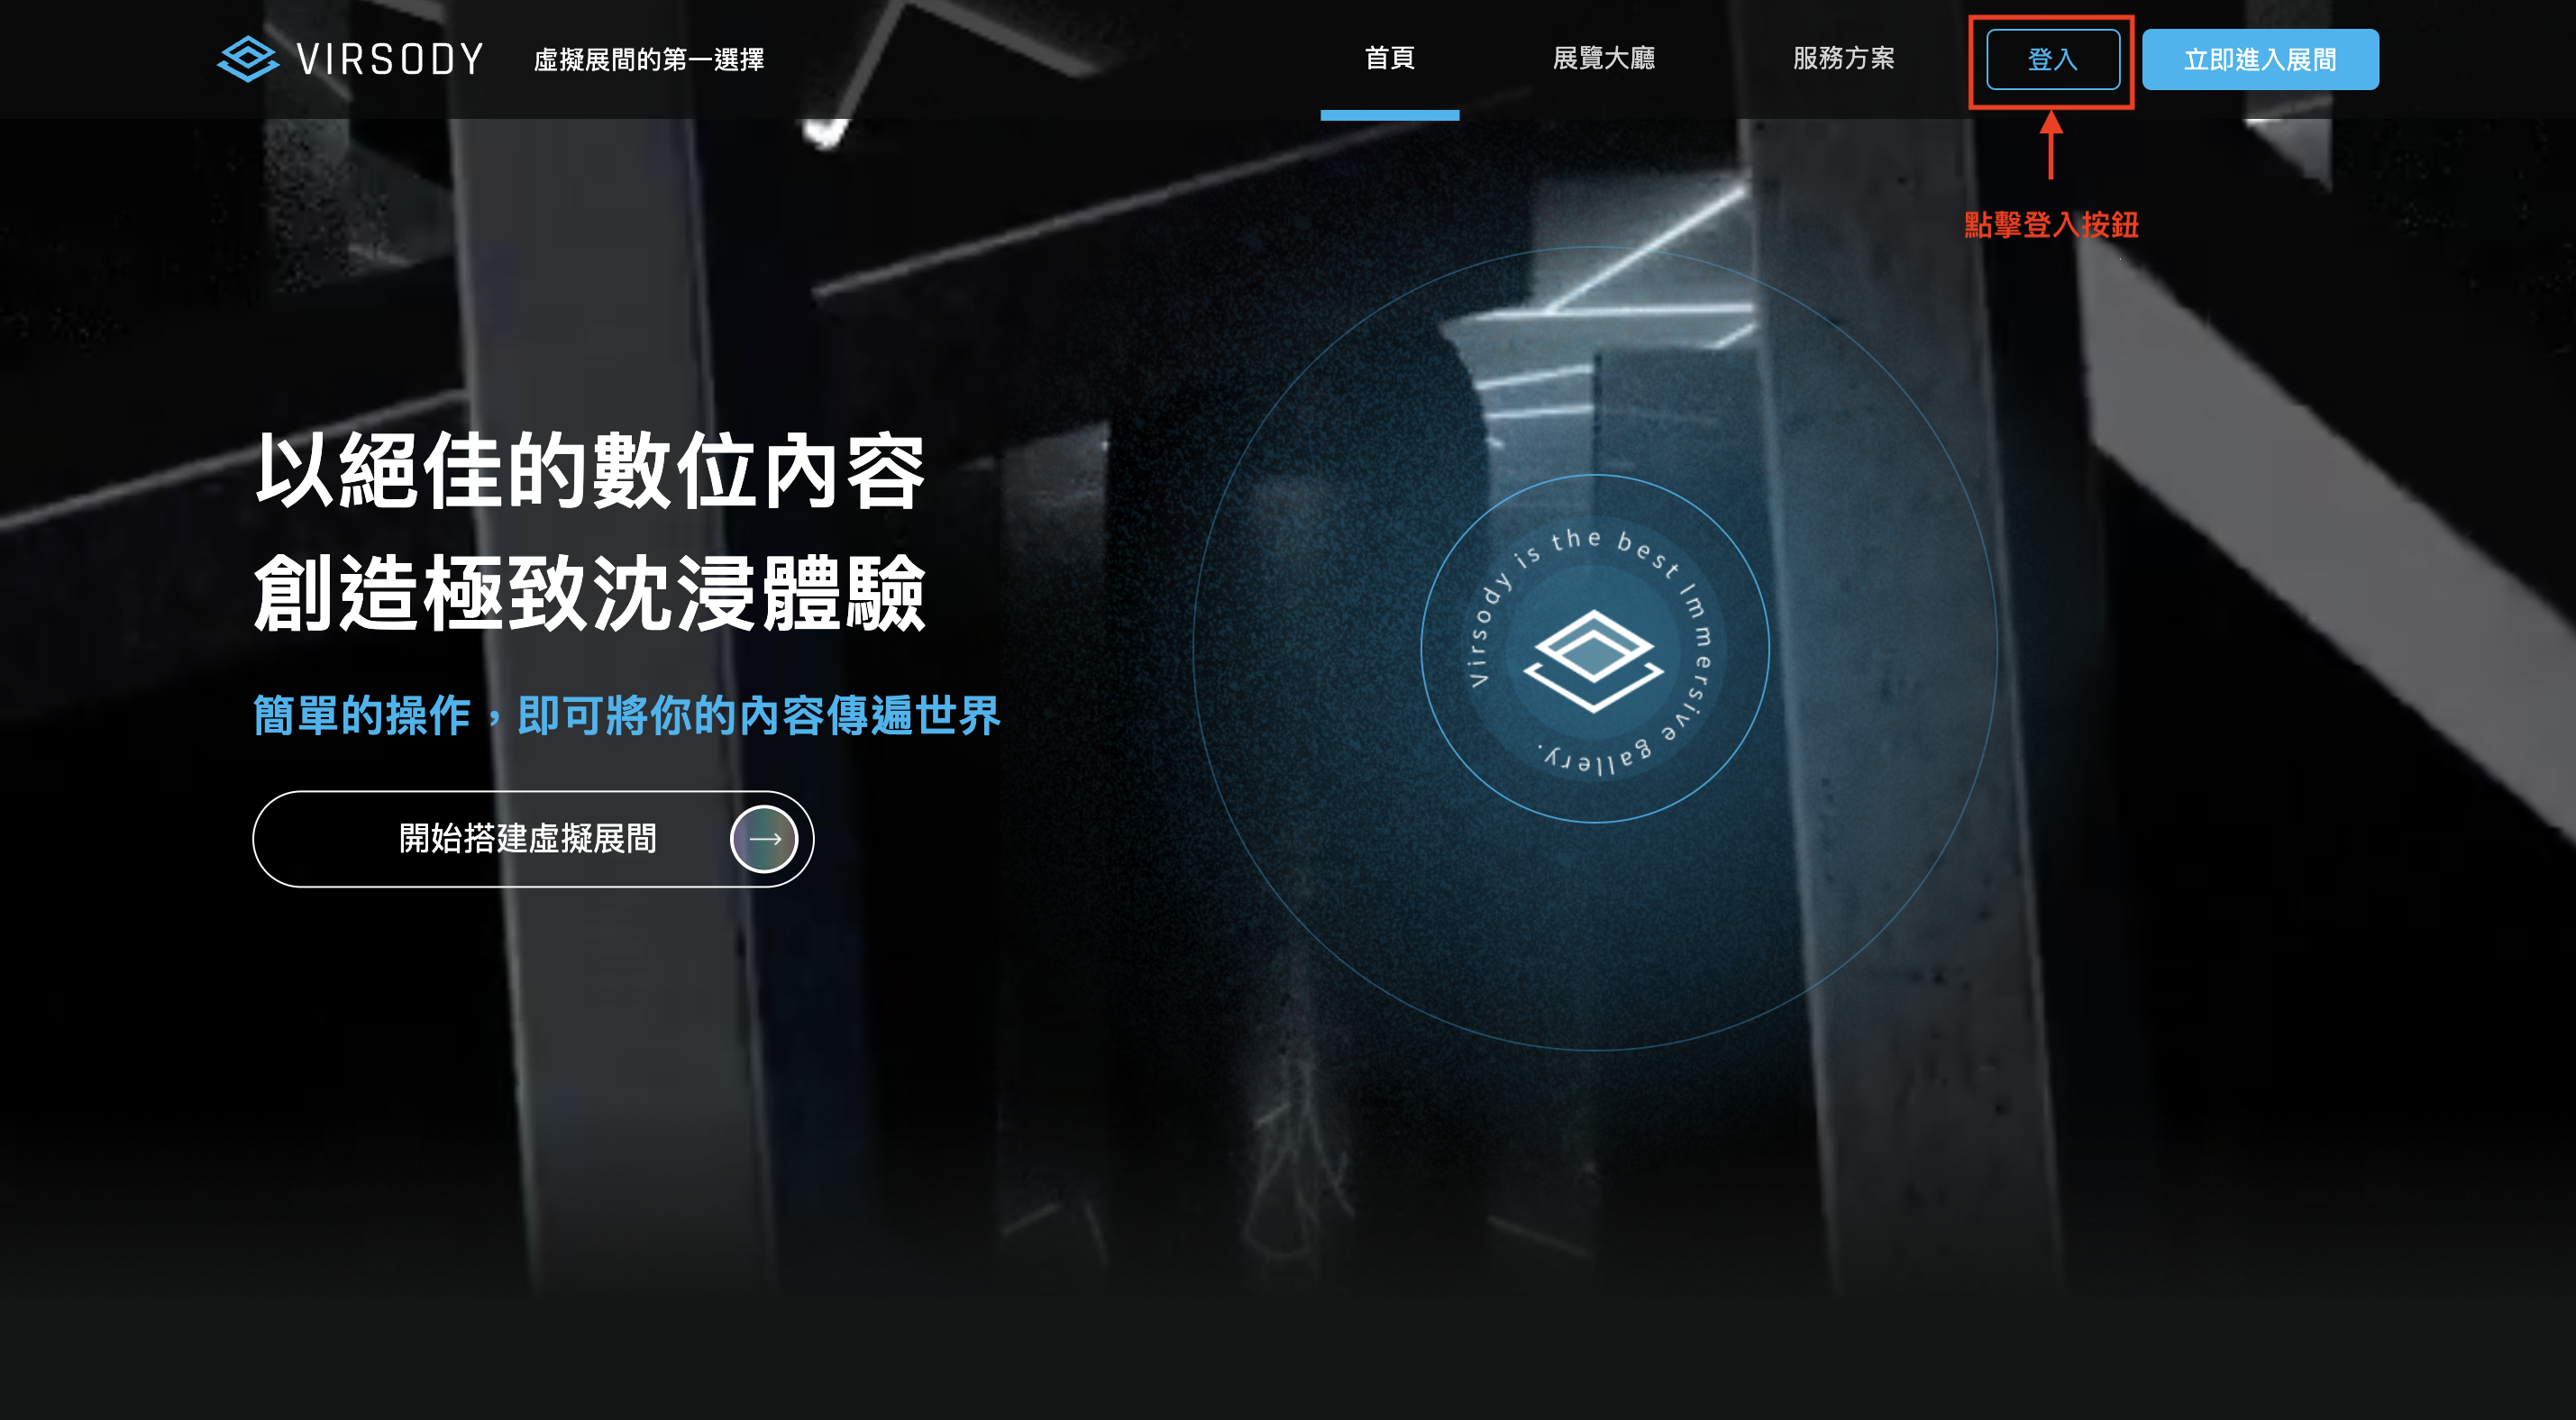 VIRSODY
虛擬展間的第一選擇
首頁
展覽大廳
服務方案
登入
立即進入展間
點擊登入按鈕
以絕佳的數位內容
創造極致沈浸體驗
簡單的操作，即可將你的內容傳遍世界
開始搭建虛擬展間
Virsody is the best Immersive gallery.